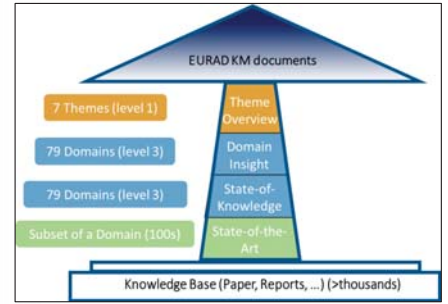 EURAD KM documents
7 Themes (level 1)
Theme
Overview
79 Domains (level 3)
Domain
Insight
79 Domains (level 3)
State-of-
Knowledge
Subset of a Domain (100s)
State-of-the-
Art
Knowledge Base (Paper, Reports, ...) (>thousands)